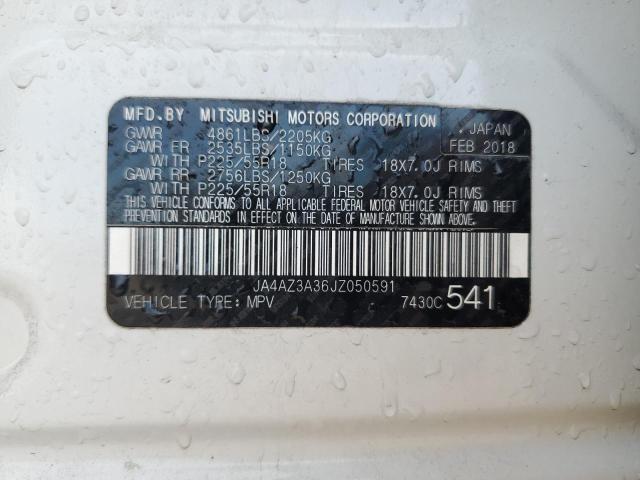 MFD.BY MITSUBISHI MOTORS CORPORATION
GVWR 4861LBS/2205KG : JAPAN
GAWR FR 2535LBS/1150KG FEB 2018
WITH P225/55R18 TIRES 18X7.0J RIMS
GAWR RR 2756LBS/1250KG
WITH P225/55R18 TIRES 18X7.0J RIMS
THIS VEHICLE CONFORMS TO ALL APPLICABLE FEDERAL MOTOR VEHICLE SAFETY AND THEFT
PREVENTION STANDARDS IN EFFECT ON THE DATE OF MANUFACTURE SHOWN ABOVE.
JA4AZ3A36JZ050591
VEHICLE TYPE: MPV 7430C 541